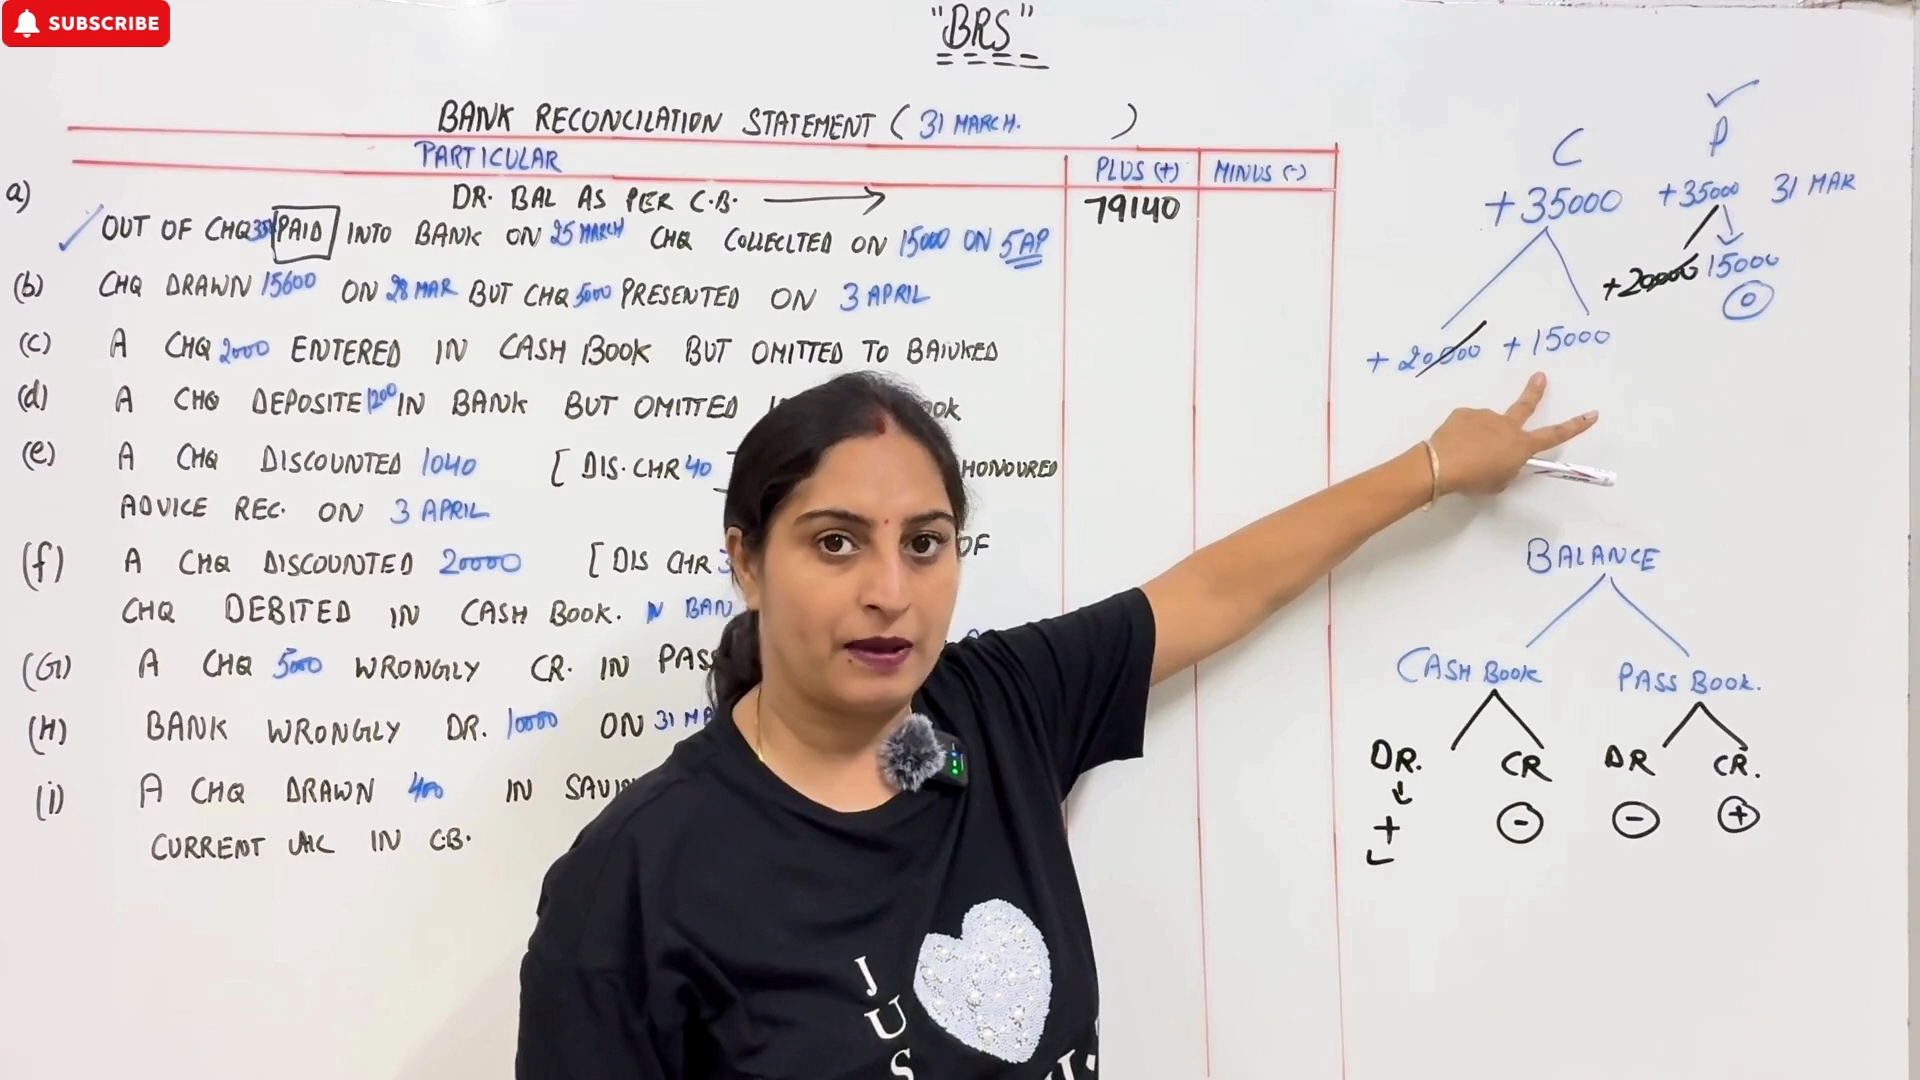 SUBSCRIBE
"BRS"
BANK RECONCILATION STATEMENT ( 31 MARCH. )
PARTICULAR PLUS (+) MINUS (-)
a) DR. BAL AS PER C.B. → 79140
OUT OF CHQ PAID INTO BANK ON 25 MARCH CHQ COLLECLTED ON 15000 ON 5 AP
(b) CHQ DRAWN 15600 ON 28 MAR BUT CHQ 5000 PRESENTED ON 3 APRIL
(c) A CHQ 2000 ENTERED IN CASH BOOK BUT OMITTED TO BANKED
(d) A CHQ DEPOSITE 1200 IN BANK BUT OMITTED
(e) A CHQ DISCOUNTED 1040 [ DIS. CHR 40 HONOURED
ADVICE REC. ON 3 APRIL
(f) A CHQ DISCOUNTED 20000 [ DIS CHR OF
CHQ DEBITED IN CASH BOOK.
(G) A CHQ 5000 WRONGLY CR. IN PASS
(H) BANK WRONGLY DR. 10000 ON 31
(i) A CHQ DRAWN 400 IN
CURRENT A/C IN C.B.
C P
+35000 +35000 31 MAR
+20000 15000
0
+20000 +15000
BALANCE
CASH BOOK PASS BOOK.
DR. CR DR CR.
+ - - +
JUS